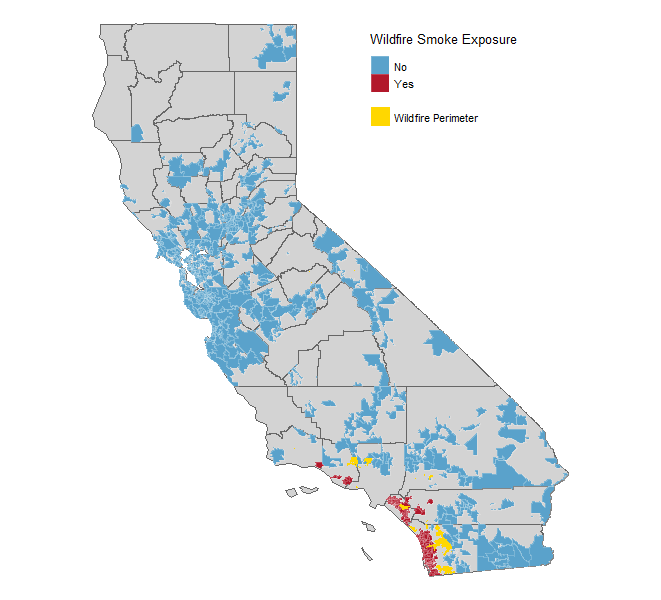 Wildfire Smoke Exposure
No
Yes
Wildfire Perimeter